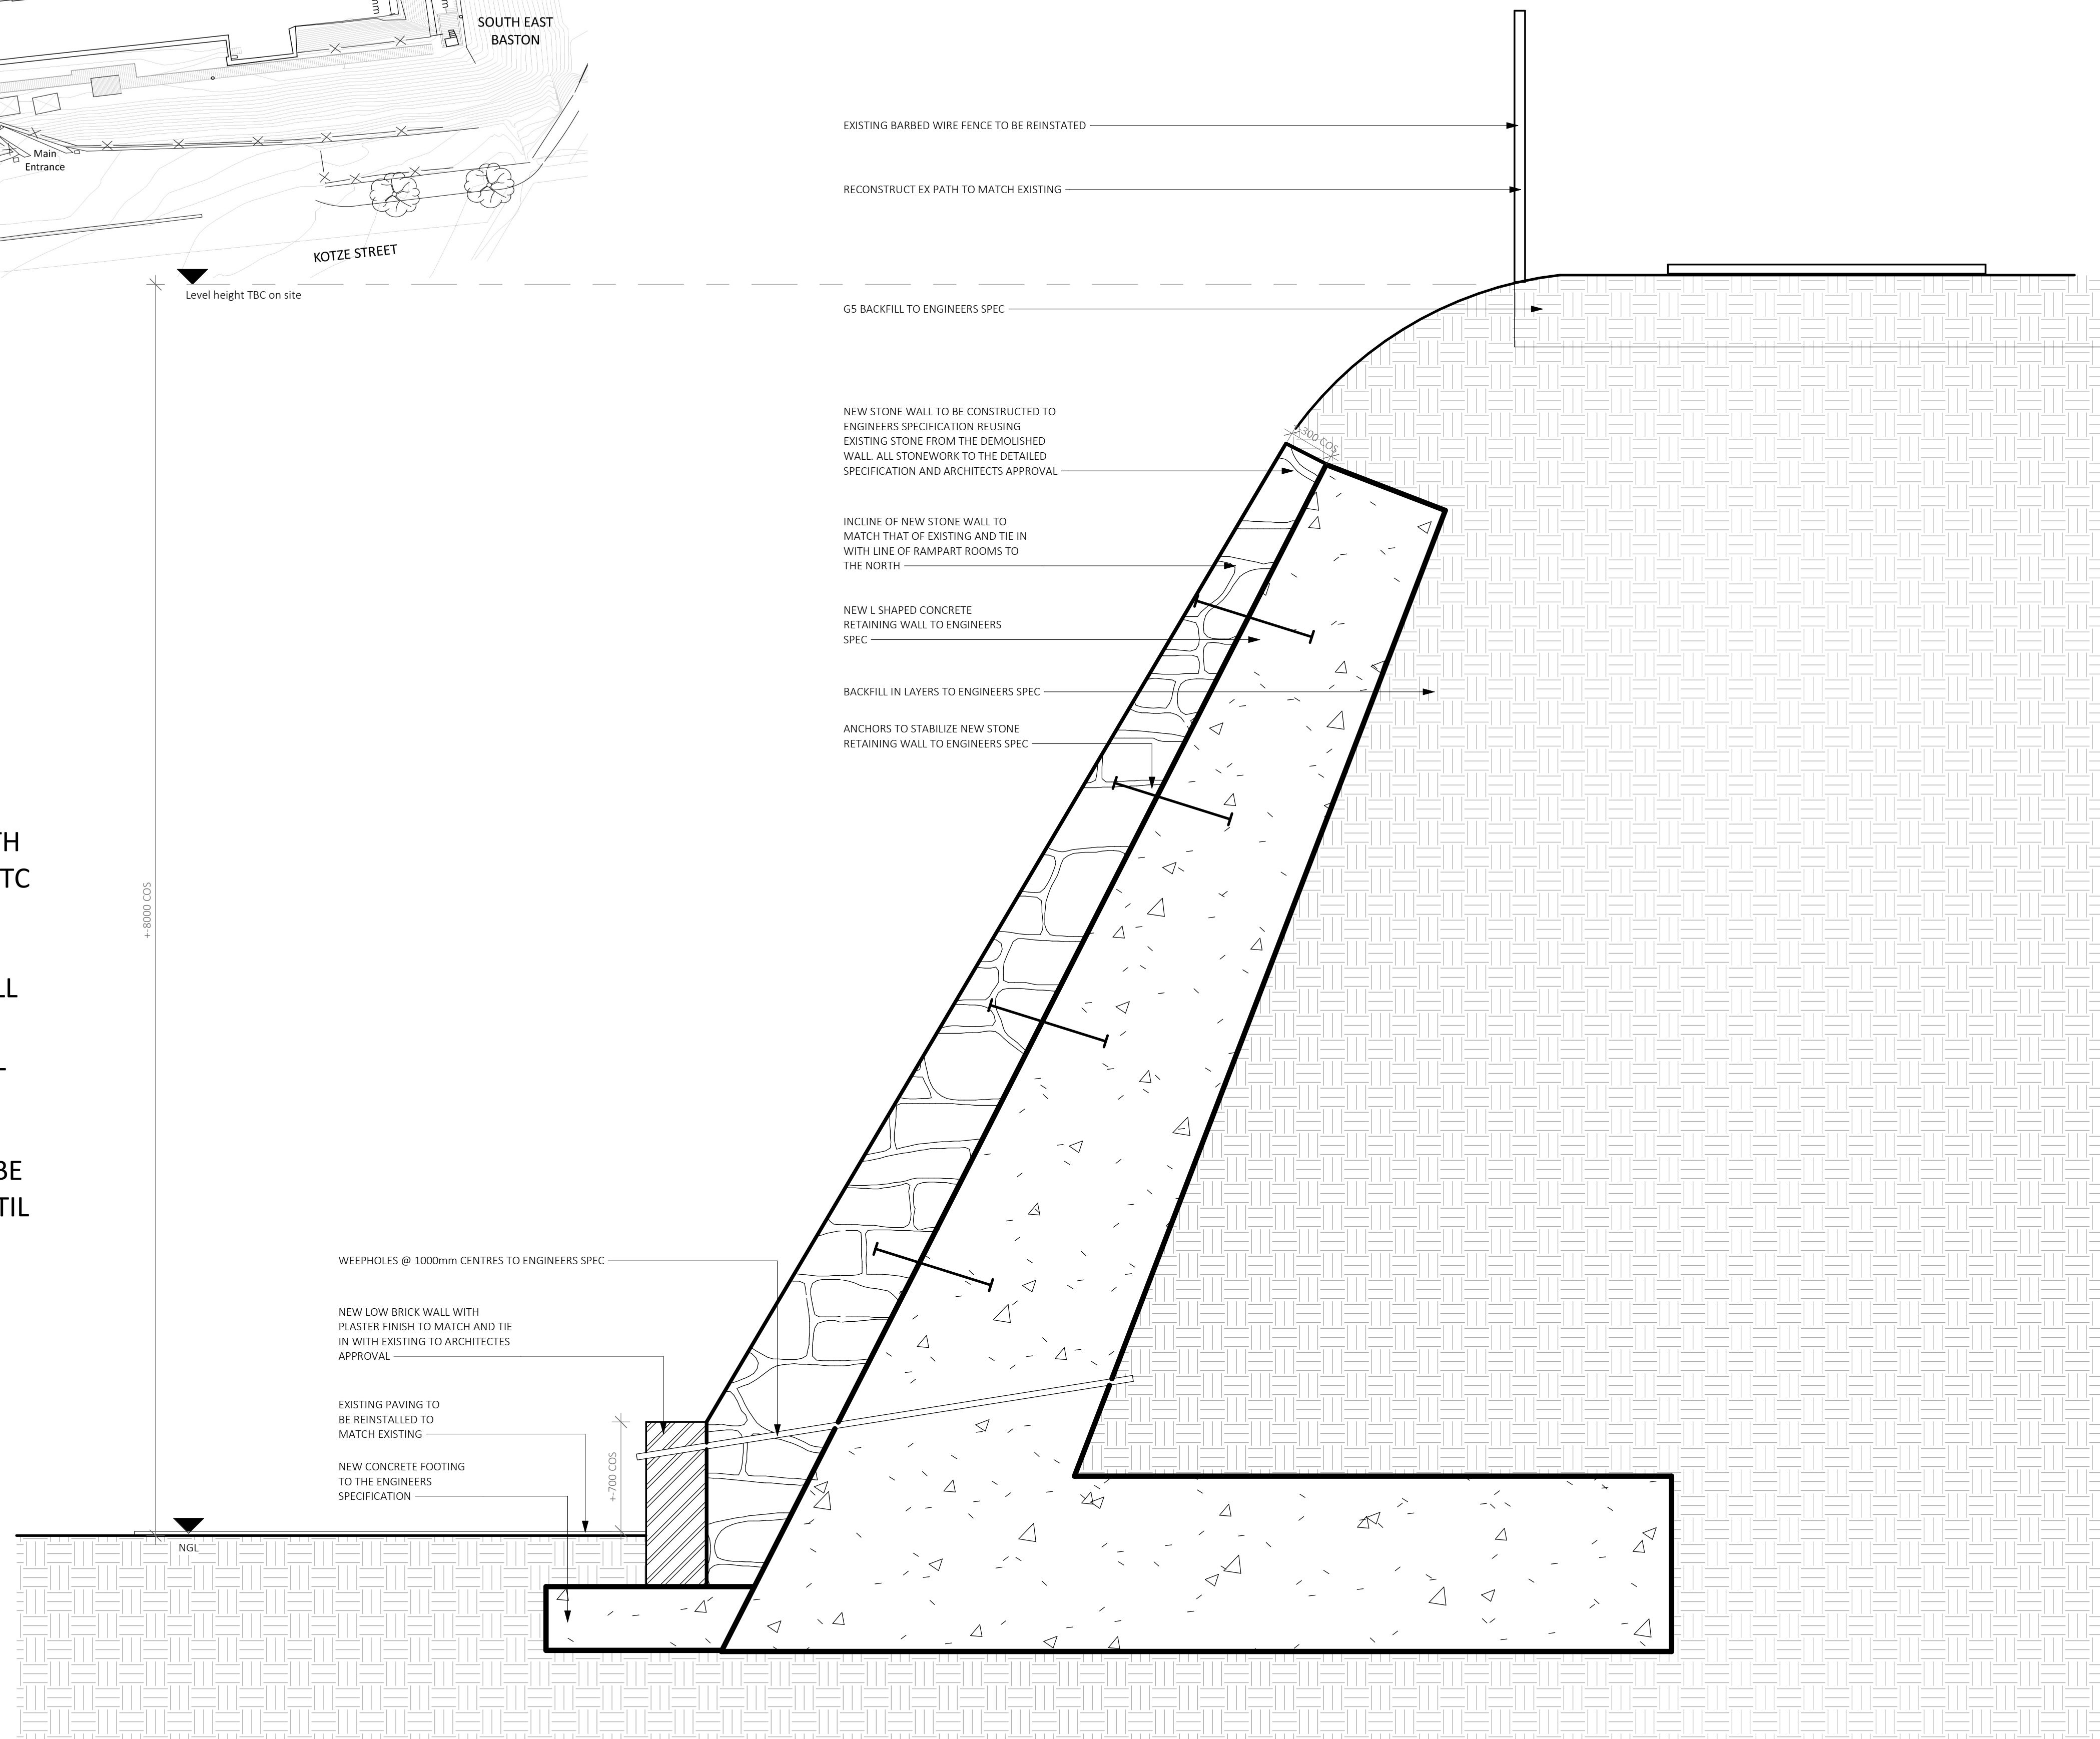 SOUTH EAST
BASTON
Main
Entrance
KOTZE STREET
Level height TBC on site
EXISTING BARBED WIRE FENCE TO BE REINSTATED
RECONSTRUCT EX PATH TO MATCH EXISTING
G5 BACKFILL TO ENGINEERS SPEC
300 COS
NEW STONE WALL TO BE CONSTRUCTED TO
ENGINEERS SPECIFICATION REUSING
EXISTING STONE FROM THE DEMOLISHED
WALL. ALL STONEWORK TO THE DETAILED
SPECIFICATION AND ARCHITECTS APPROVAL
INCLINE OF NEW STONE WALL TO
MATCH THAT OF EXISTING AND TIE IN
WITH LINE OF RAMPART ROOMS TO
THE NORTH
NEW L SHAPED CONCRETE
RETAINING WALL TO ENGINEERS
SPEC
BACKFILL IN LAYERS TO ENGINEERS SPEC
ANCHORS TO STABILIZE NEW STONE
RETAINING WALL TO ENGINEERS SPEC
TH
TC
+-8000 COS
LL
BE
TIL
WEEPHOLES @ 1000mm CENTRES TO ENGINEERS SPEC
NEW LOW BRICK WALL WITH
PLASTER FINISH TO MATCH AND TIE
IN WITH EXISTING TO ARCHITECTES
APPROVAL
EXISTING PAVING TO
BE REINSTALLED TO
MATCH EXISTING
+-700 COS
NEW CONCRETE FOOTING
TO THE ENGINEERS
SPECIFICATION
NGL